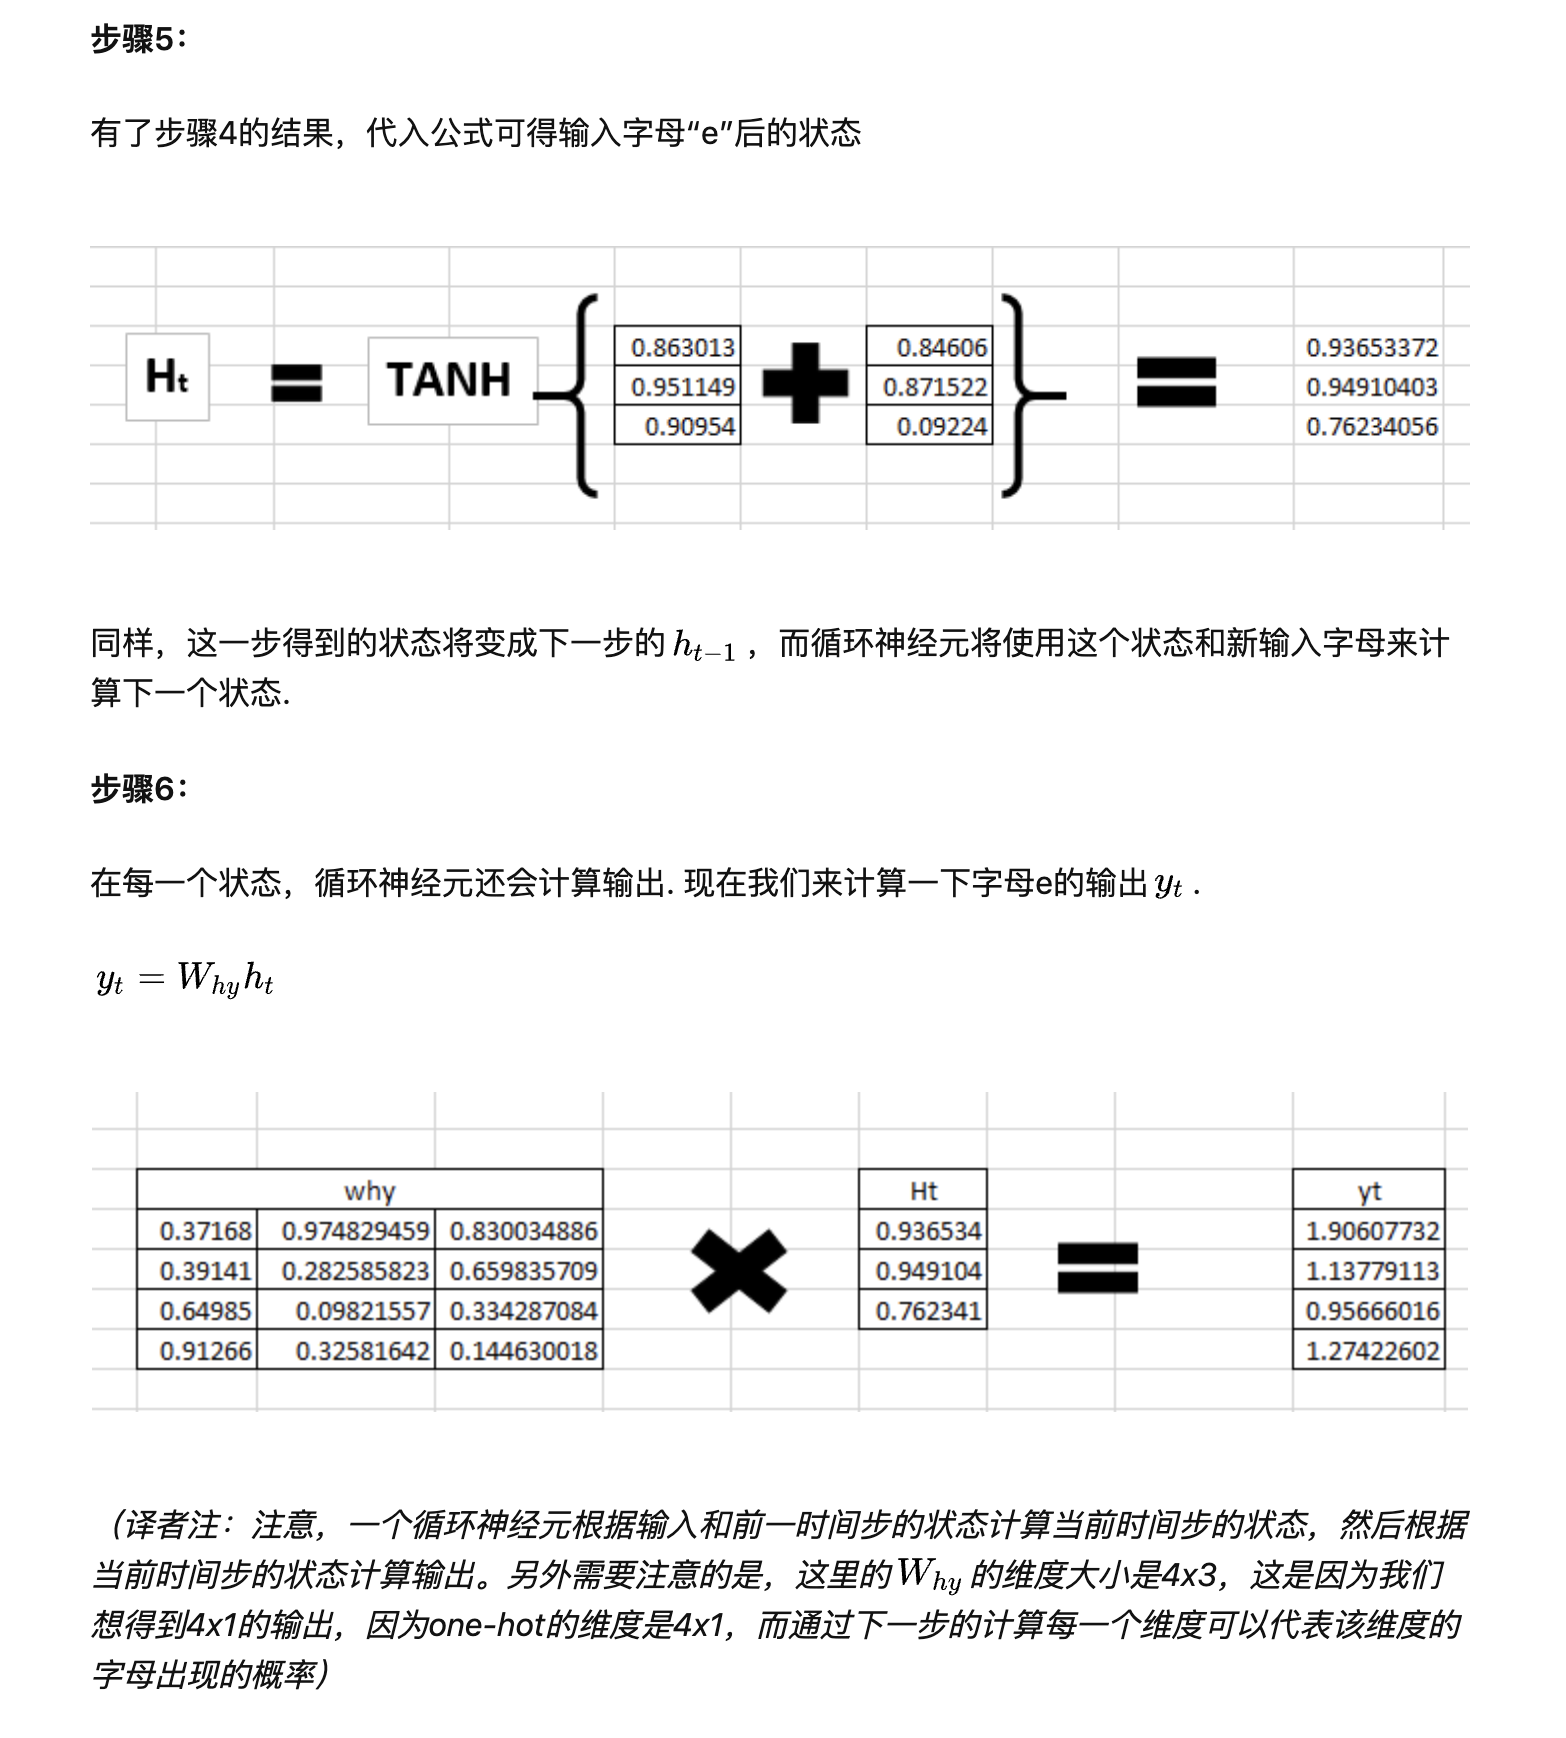 步骤5：
有了步骤4的结果，代入公式可得输入字母“e”后的状态
Ht = TANH { 0.863013 + 0.84606 } = 0.93653372
0.951149 0.871522 0.94910403
0.90954 0.09224 0.76234056
同样，这一步得到的状态将变成下一步的 h_{t−1} ，而循环神经元将使用这个状态和新输入字母来计
算下一个状态.
步骤6：
在每一个状态，循环神经元还会计算输出. 现在我们来计算一下字母e的输出 y_t .
y_t = W_{hy}h_t
why Ht yt
0.37168 0.974829459 0.830034886 0.936534 1.90607732
0.39141 0.282585823 0.659835709 0.949104 1.13779113
0.64985 0.09821557 0.334287084 0.762341 0.95666016
0.91266 0.32581642 0.144630018 1.27422602
（译者注：注意，一个循环神经元根据输入和前一时间步的状态计算当前时间步的状态，然后根据
当前时间步的状态计算输出。另外需要注意的是，这里的 W_{hy} 的维度大小是4x3，这是因为我们
想得到4x1的输出，因为one-hot的维度是4x1，而通过下一步的计算每一个维度可以代表该维度的
字母出现的概率）